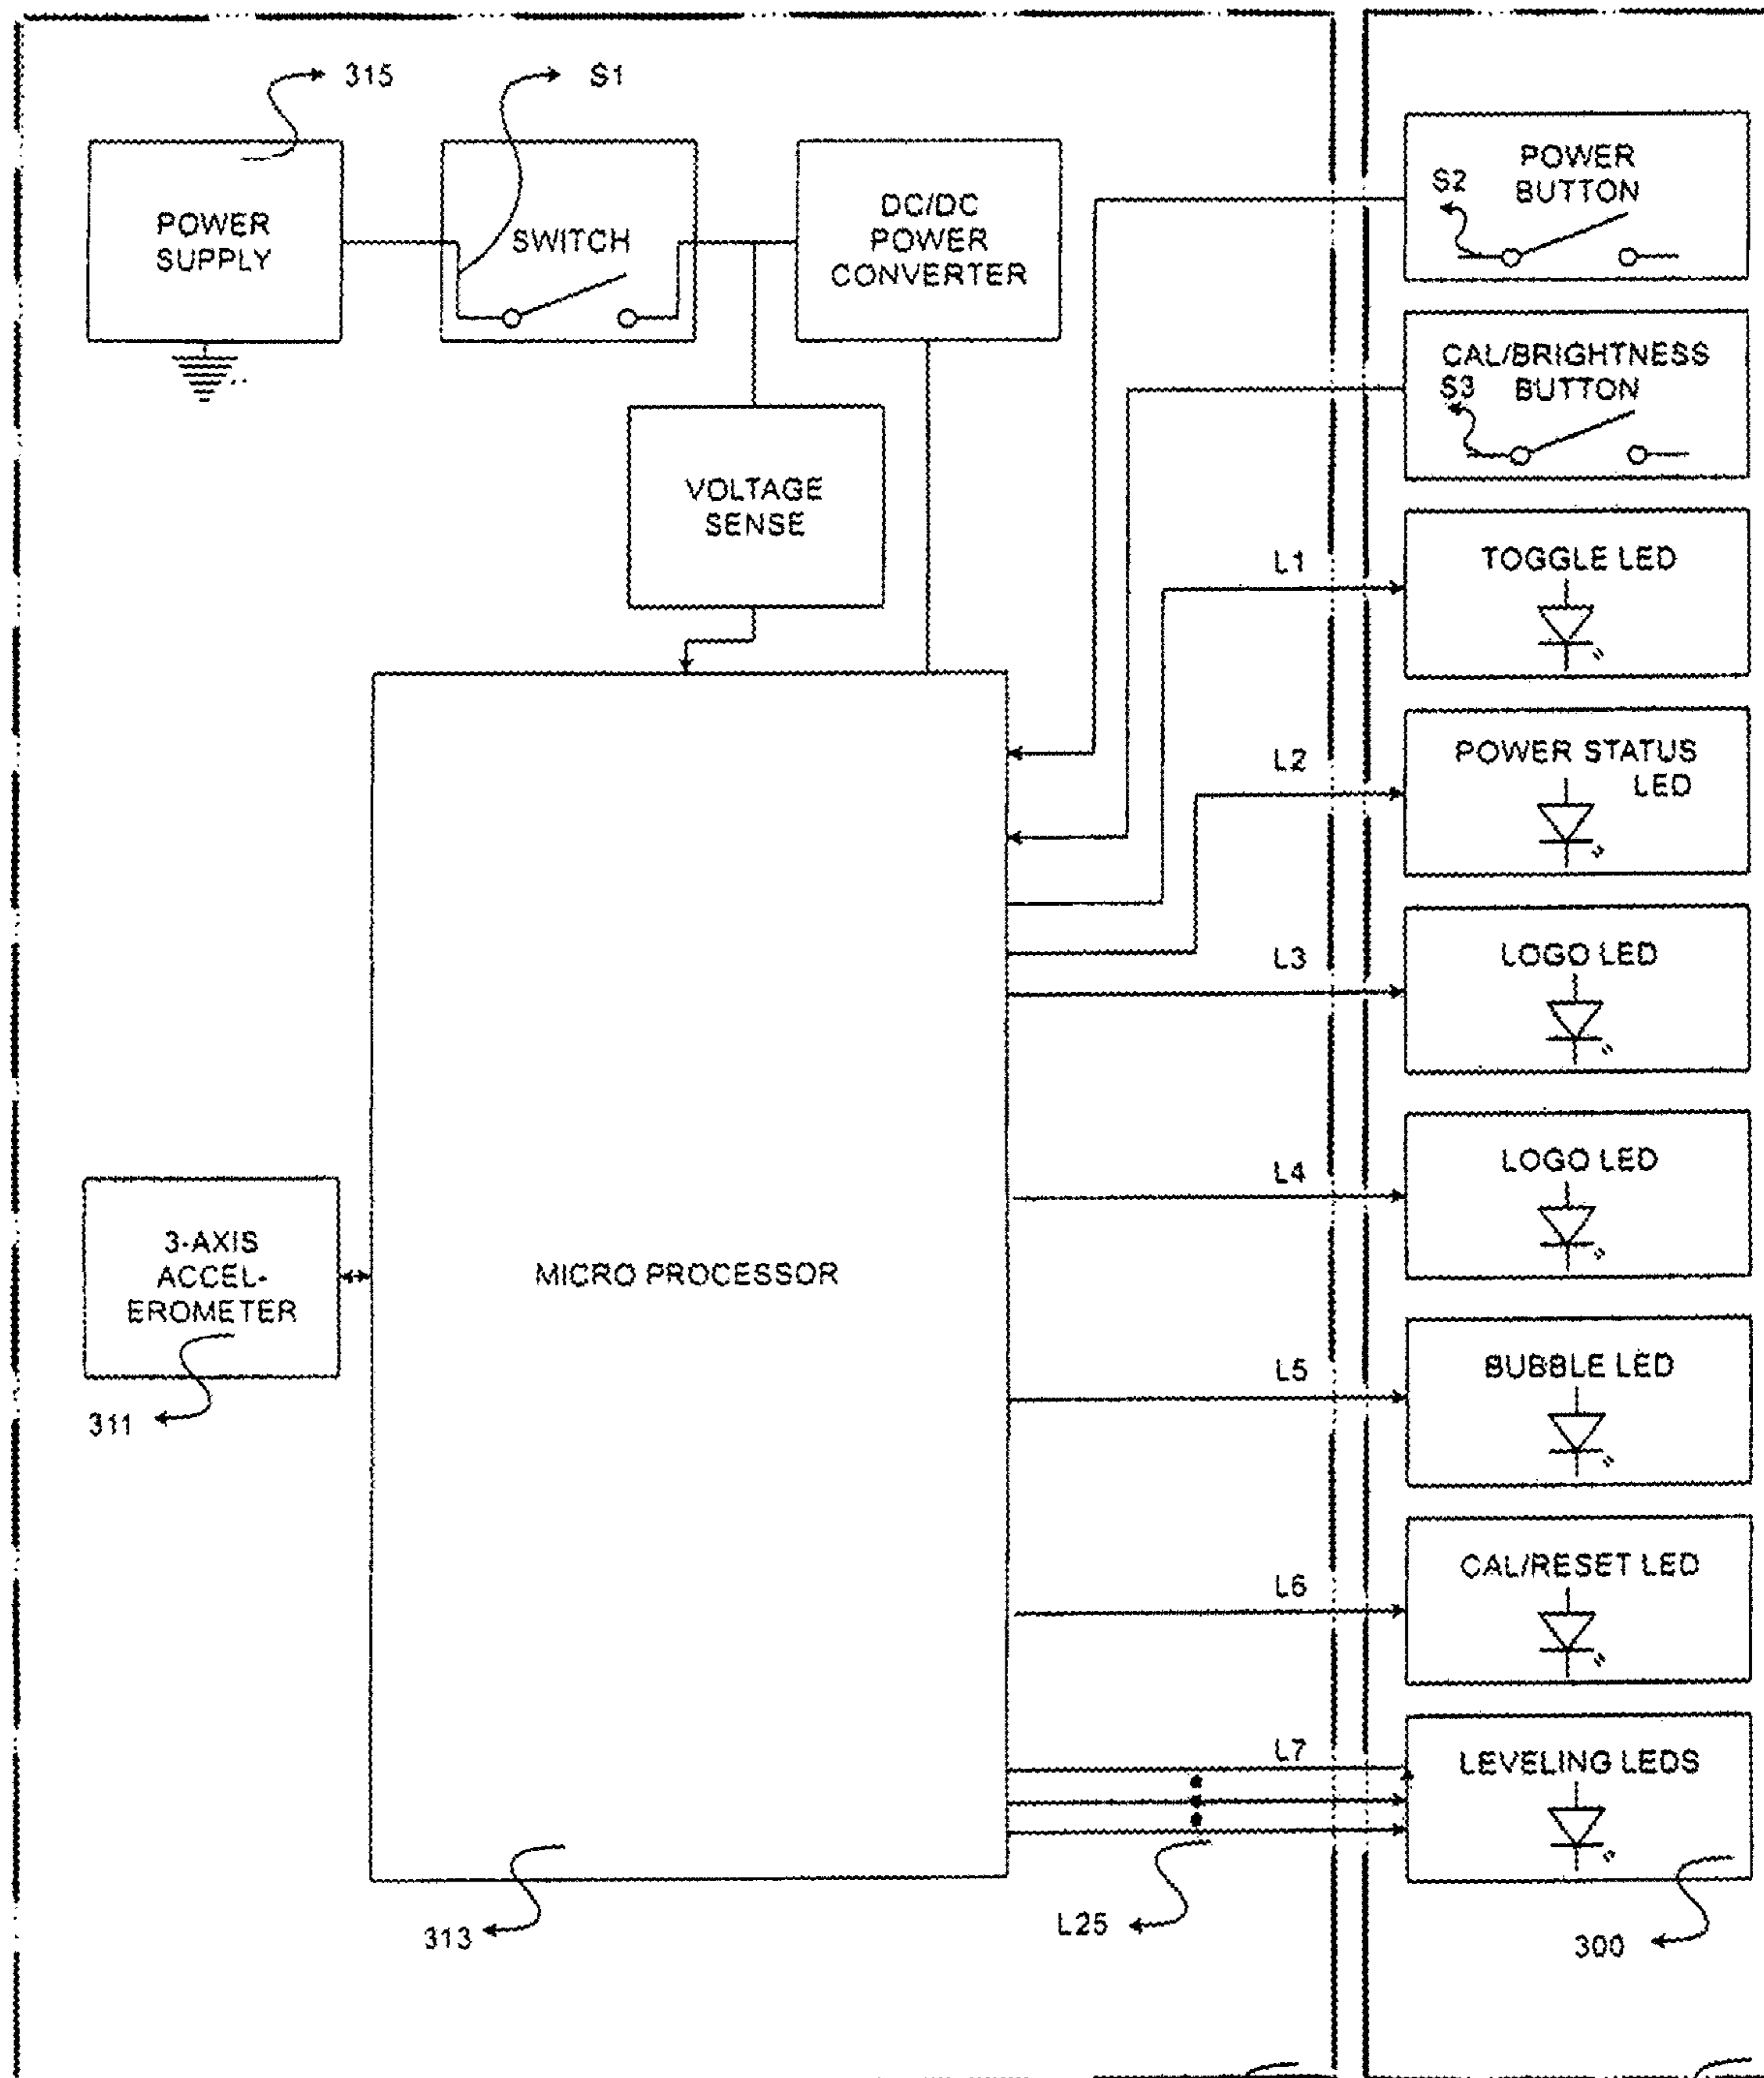 315
S1
POWER
SUPPLY
SWITCH
DC/DC
POWER
CONVERTER
POWER
BUTTON
S2
CAL/BRIGHTNESS
BUTTON
S3
VOLTAGE
SENSE
L1
TOGGLE LED
L2
POWER STATUS
LED
L3
LOGO LED
L4
LOGO LED
3-AXIS
ACCEL-
EROMETER
311
MICRO PROCESSOR
L5
BUBBLE LED
L6
CAL/RESET LED
L7
LEVELING LEDS
313
L25
300